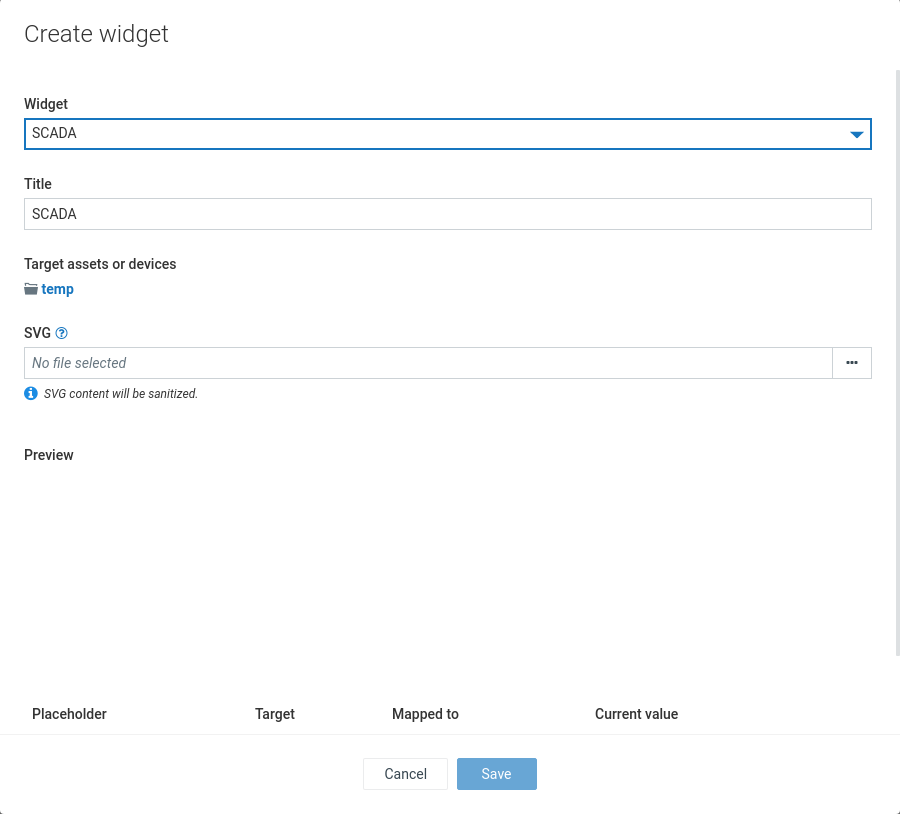 Create widget
Widget
SCADA
Title
SCADA
Target assets or devices
temp
SVG
No file selected
SVG content will be sanitized.
Preview
Placeholder Target Mapped to Current value
Cancel Save